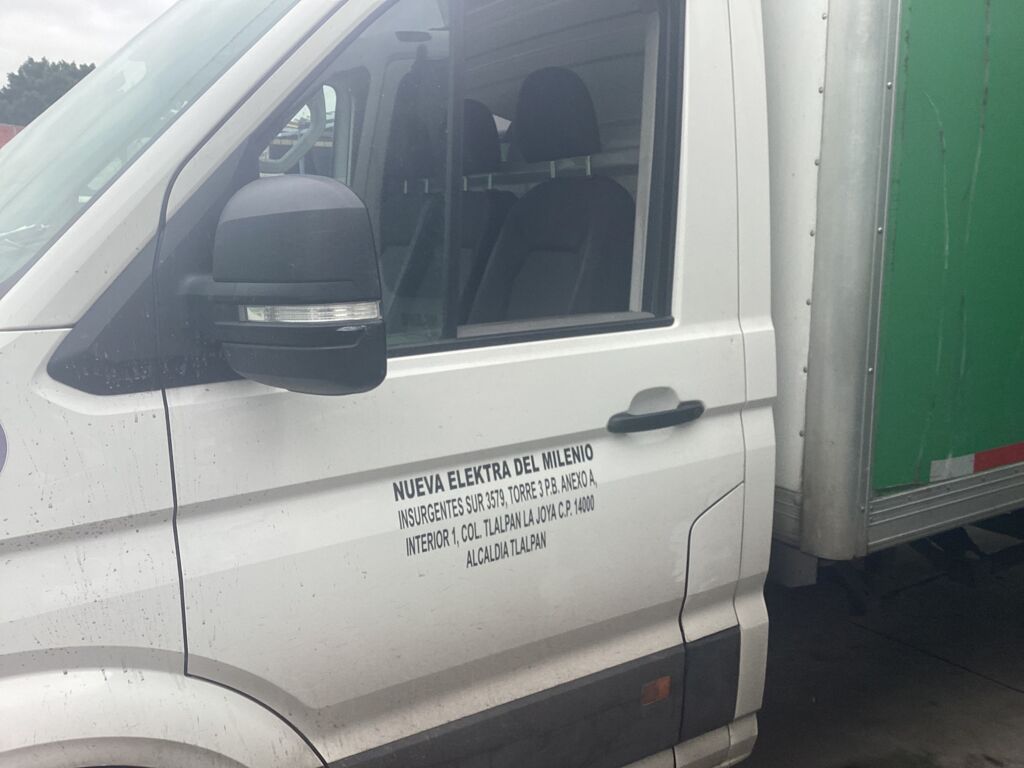 NUEVA ELEKTRA DEL MILENIO
INSURGENTES SUR 3579, TORRE 3 P.B. ANEXO A,
INTERIOR 1, COL. TLALPAN LA JOYA C.P. 14000
ALCALDIA TLALPAN